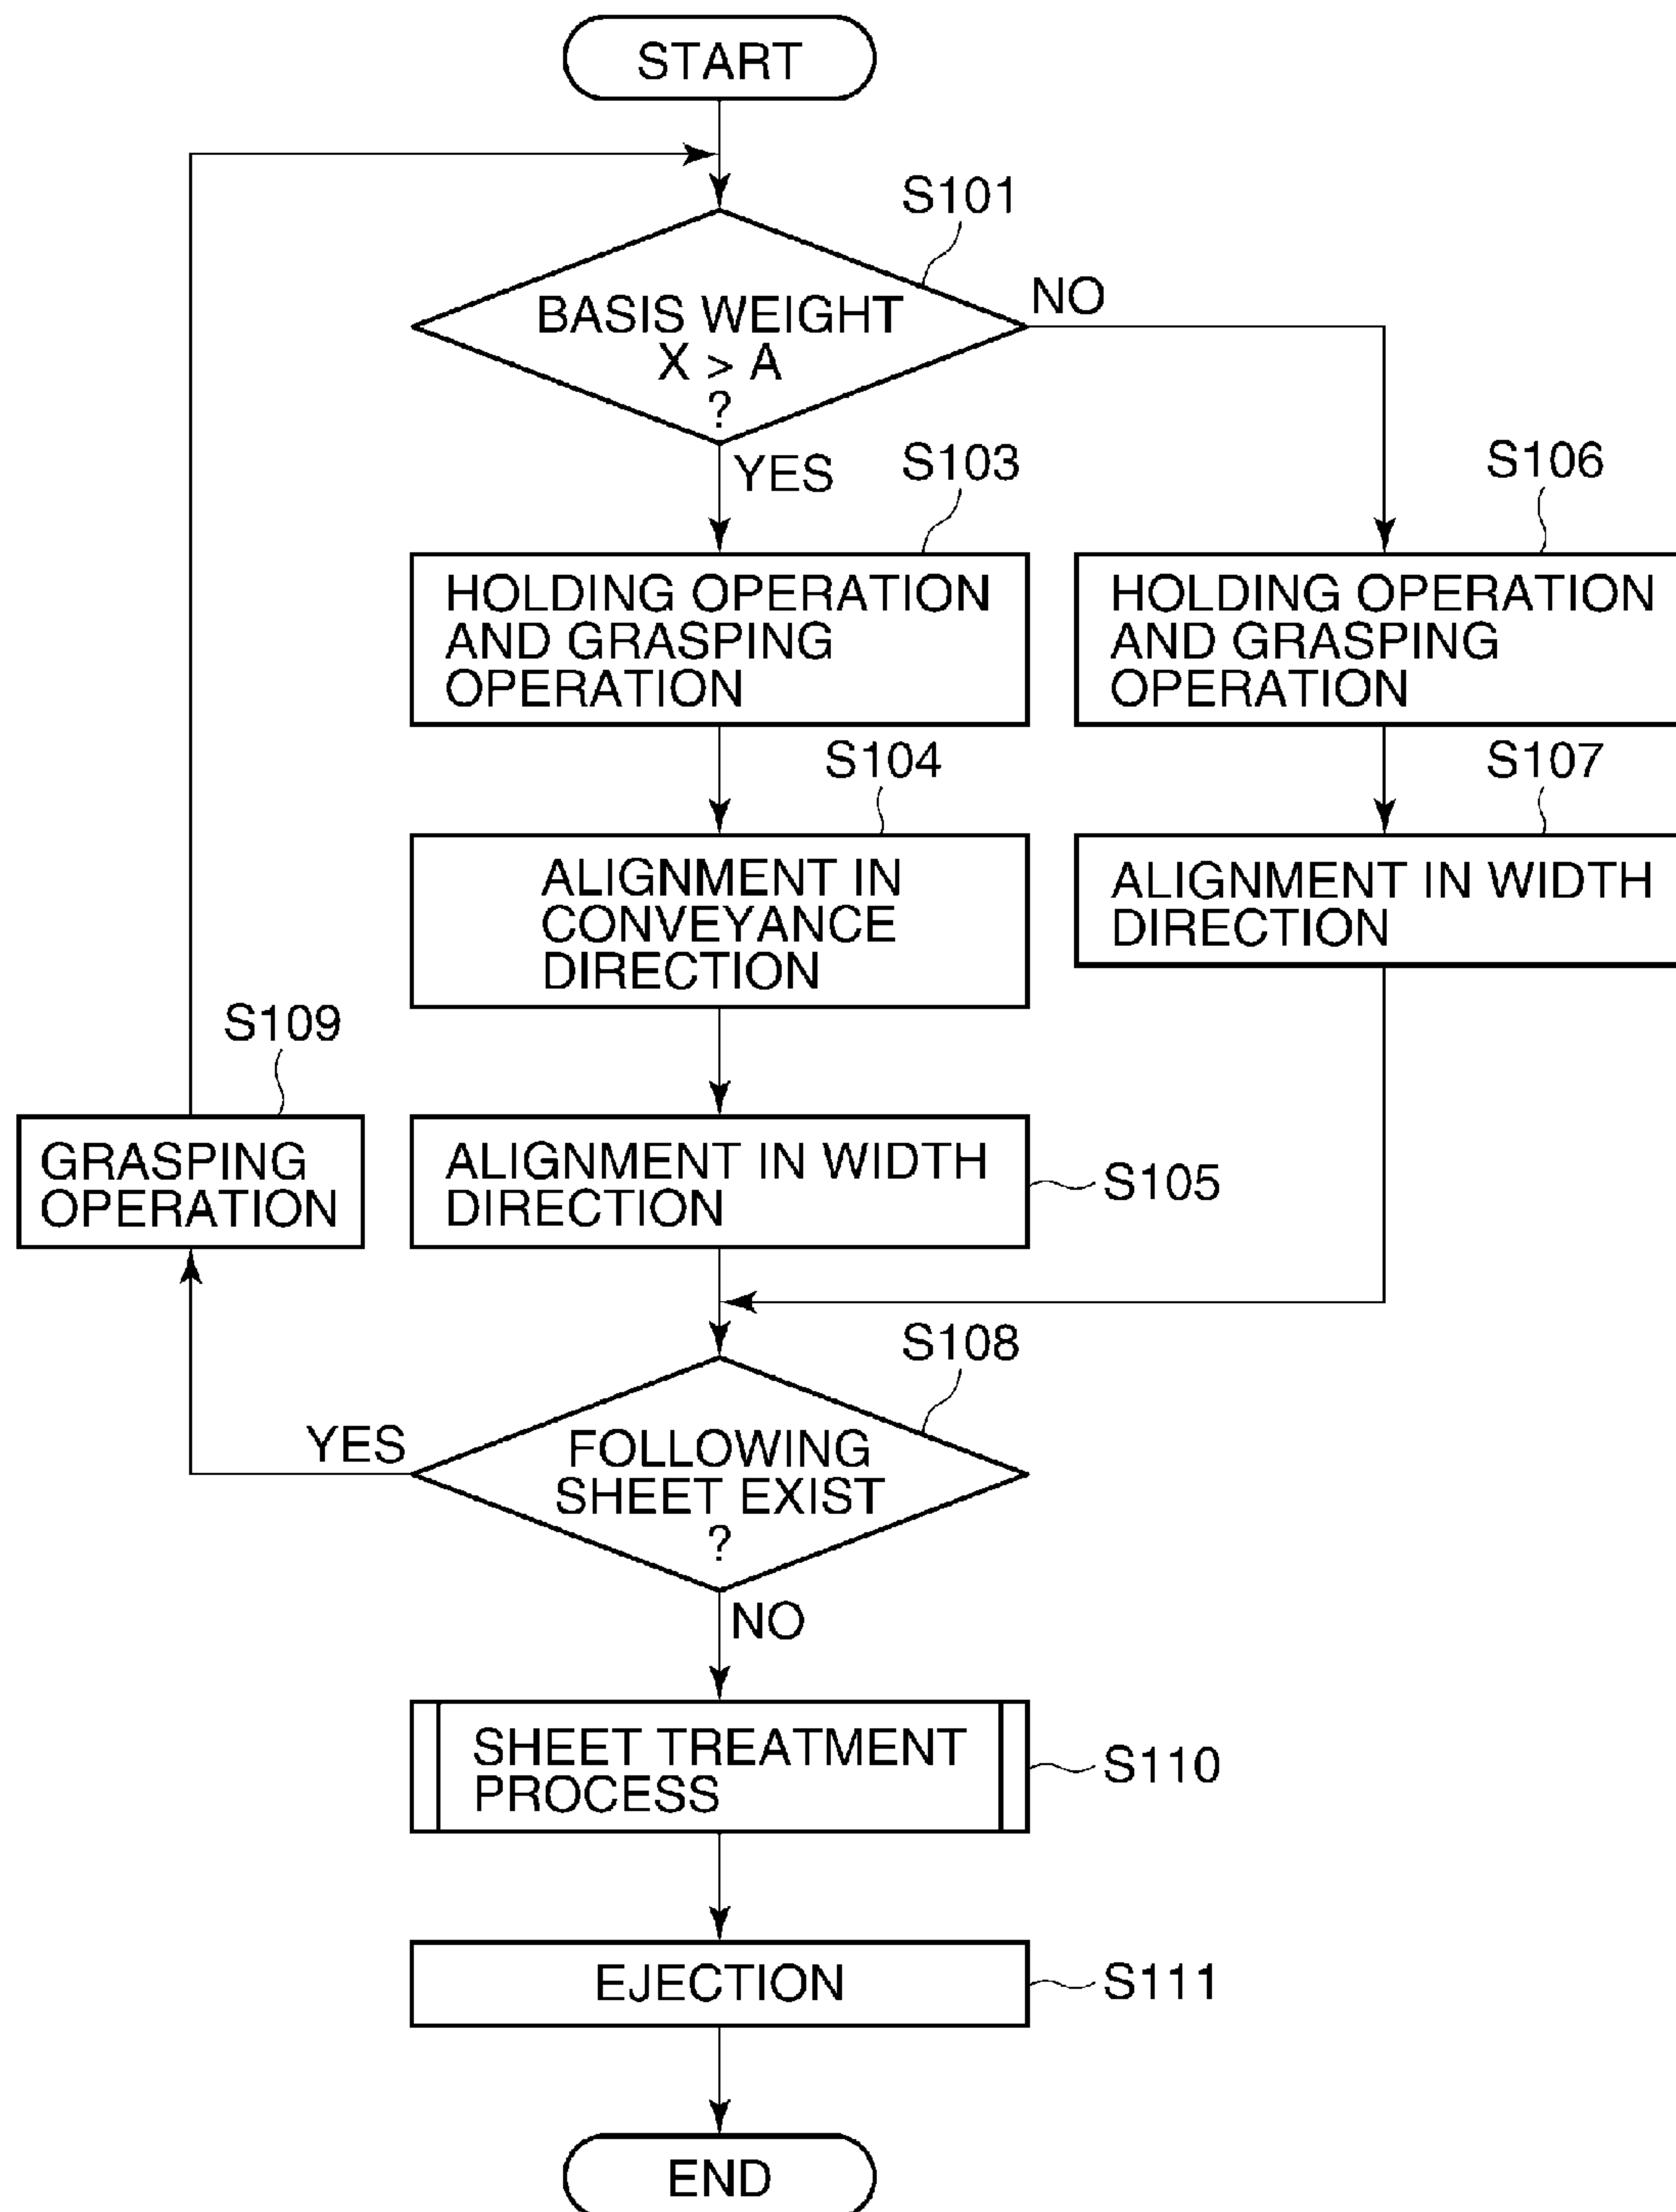 START
S101
BASIS WEIGHT
X > A
?
NO
YES
S103
HOLDING OPERATION
AND GRASPING
OPERATION
S106
HOLDING OPERATION
AND GRASPING
OPERATION
S104
ALIGNMENT IN
CONVEYANCE
DIRECTION
S107
ALIGNMENT IN WIDTH
DIRECTION
S109
GRASPING
OPERATION
ALIGNMENT IN WIDTH
DIRECTION
S105
S108
YES
FOLLOWING
SHEET EXIST
?
NO
SHEET TREATMENT
PROCESS
S110
EJECTION
S111
END